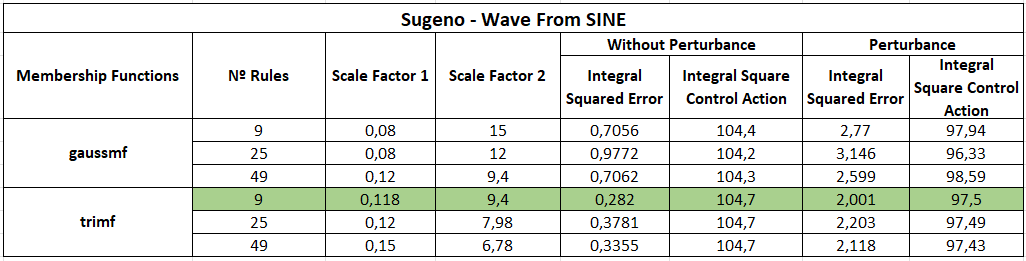 Sugeno - Wave From SINE
Membership Functions Nº Rules Scale Factor 1 Scale Factor 2 Without Perturbance Perturbance
Integral Squared Error Integral Square Control Action Integral Squared Error Integral Square Control Action
gaussmf
9 0,08 15 0,7056 104,4 2,77 97,94
25 0,08 12 0,9772 104,2 3,146 96,33
49 0,12 9,4 0,7062 104,3 2,599 98,59
trimf
9 0,118 9,4 0,282 104,7 2,001 97,5
25 0,12 7,98 0,3781 104,7 2,203 97,49
49 0,15 6,78 0,3355 104,7 2,118 97,43